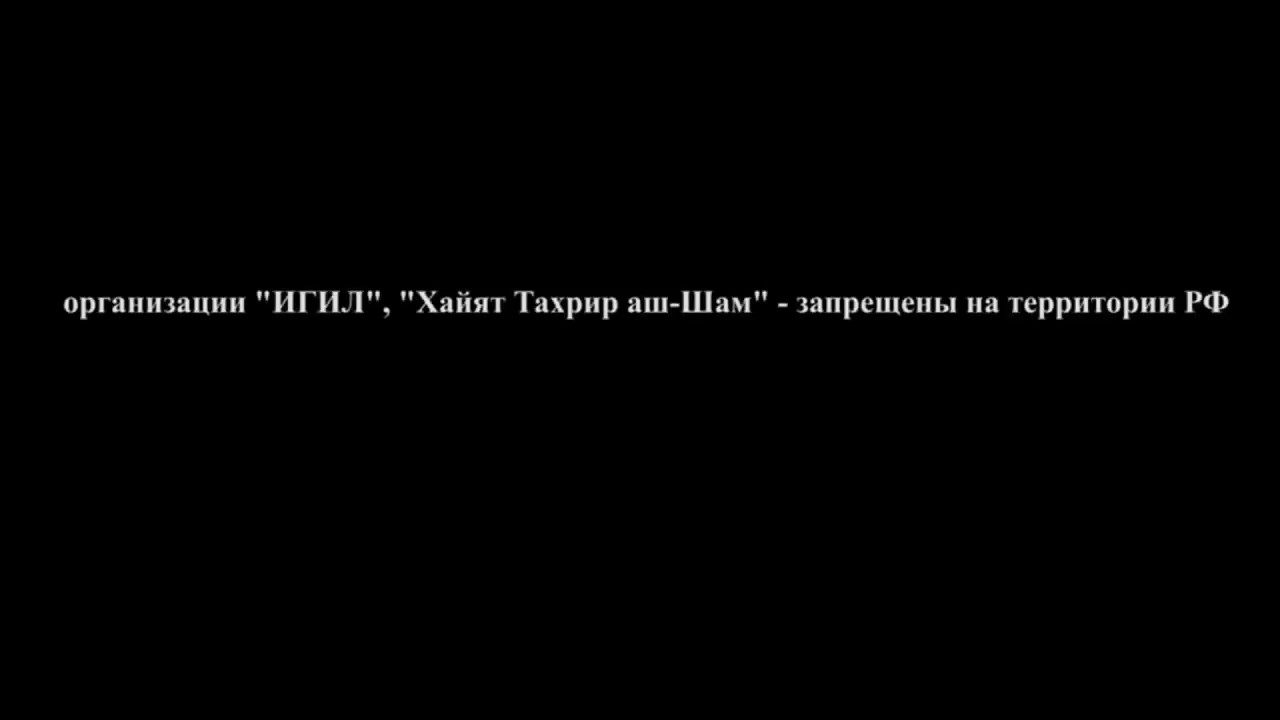 организации "ИГИЛ", "Хайят Тахрир аш-Шам" - запрещены на территории РФ